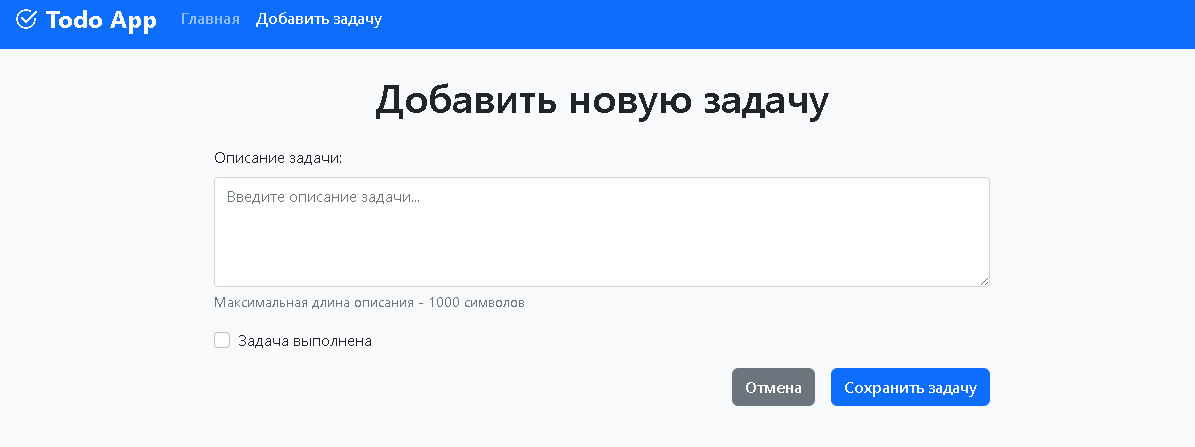 Todo App Главная Добавить задачу
Добавить новую задачу
Описание задачи:
Введите описание задачи...
Максимальная длина описания - 1000 символов
Задача выполнена
Отмена Сохранить задачу